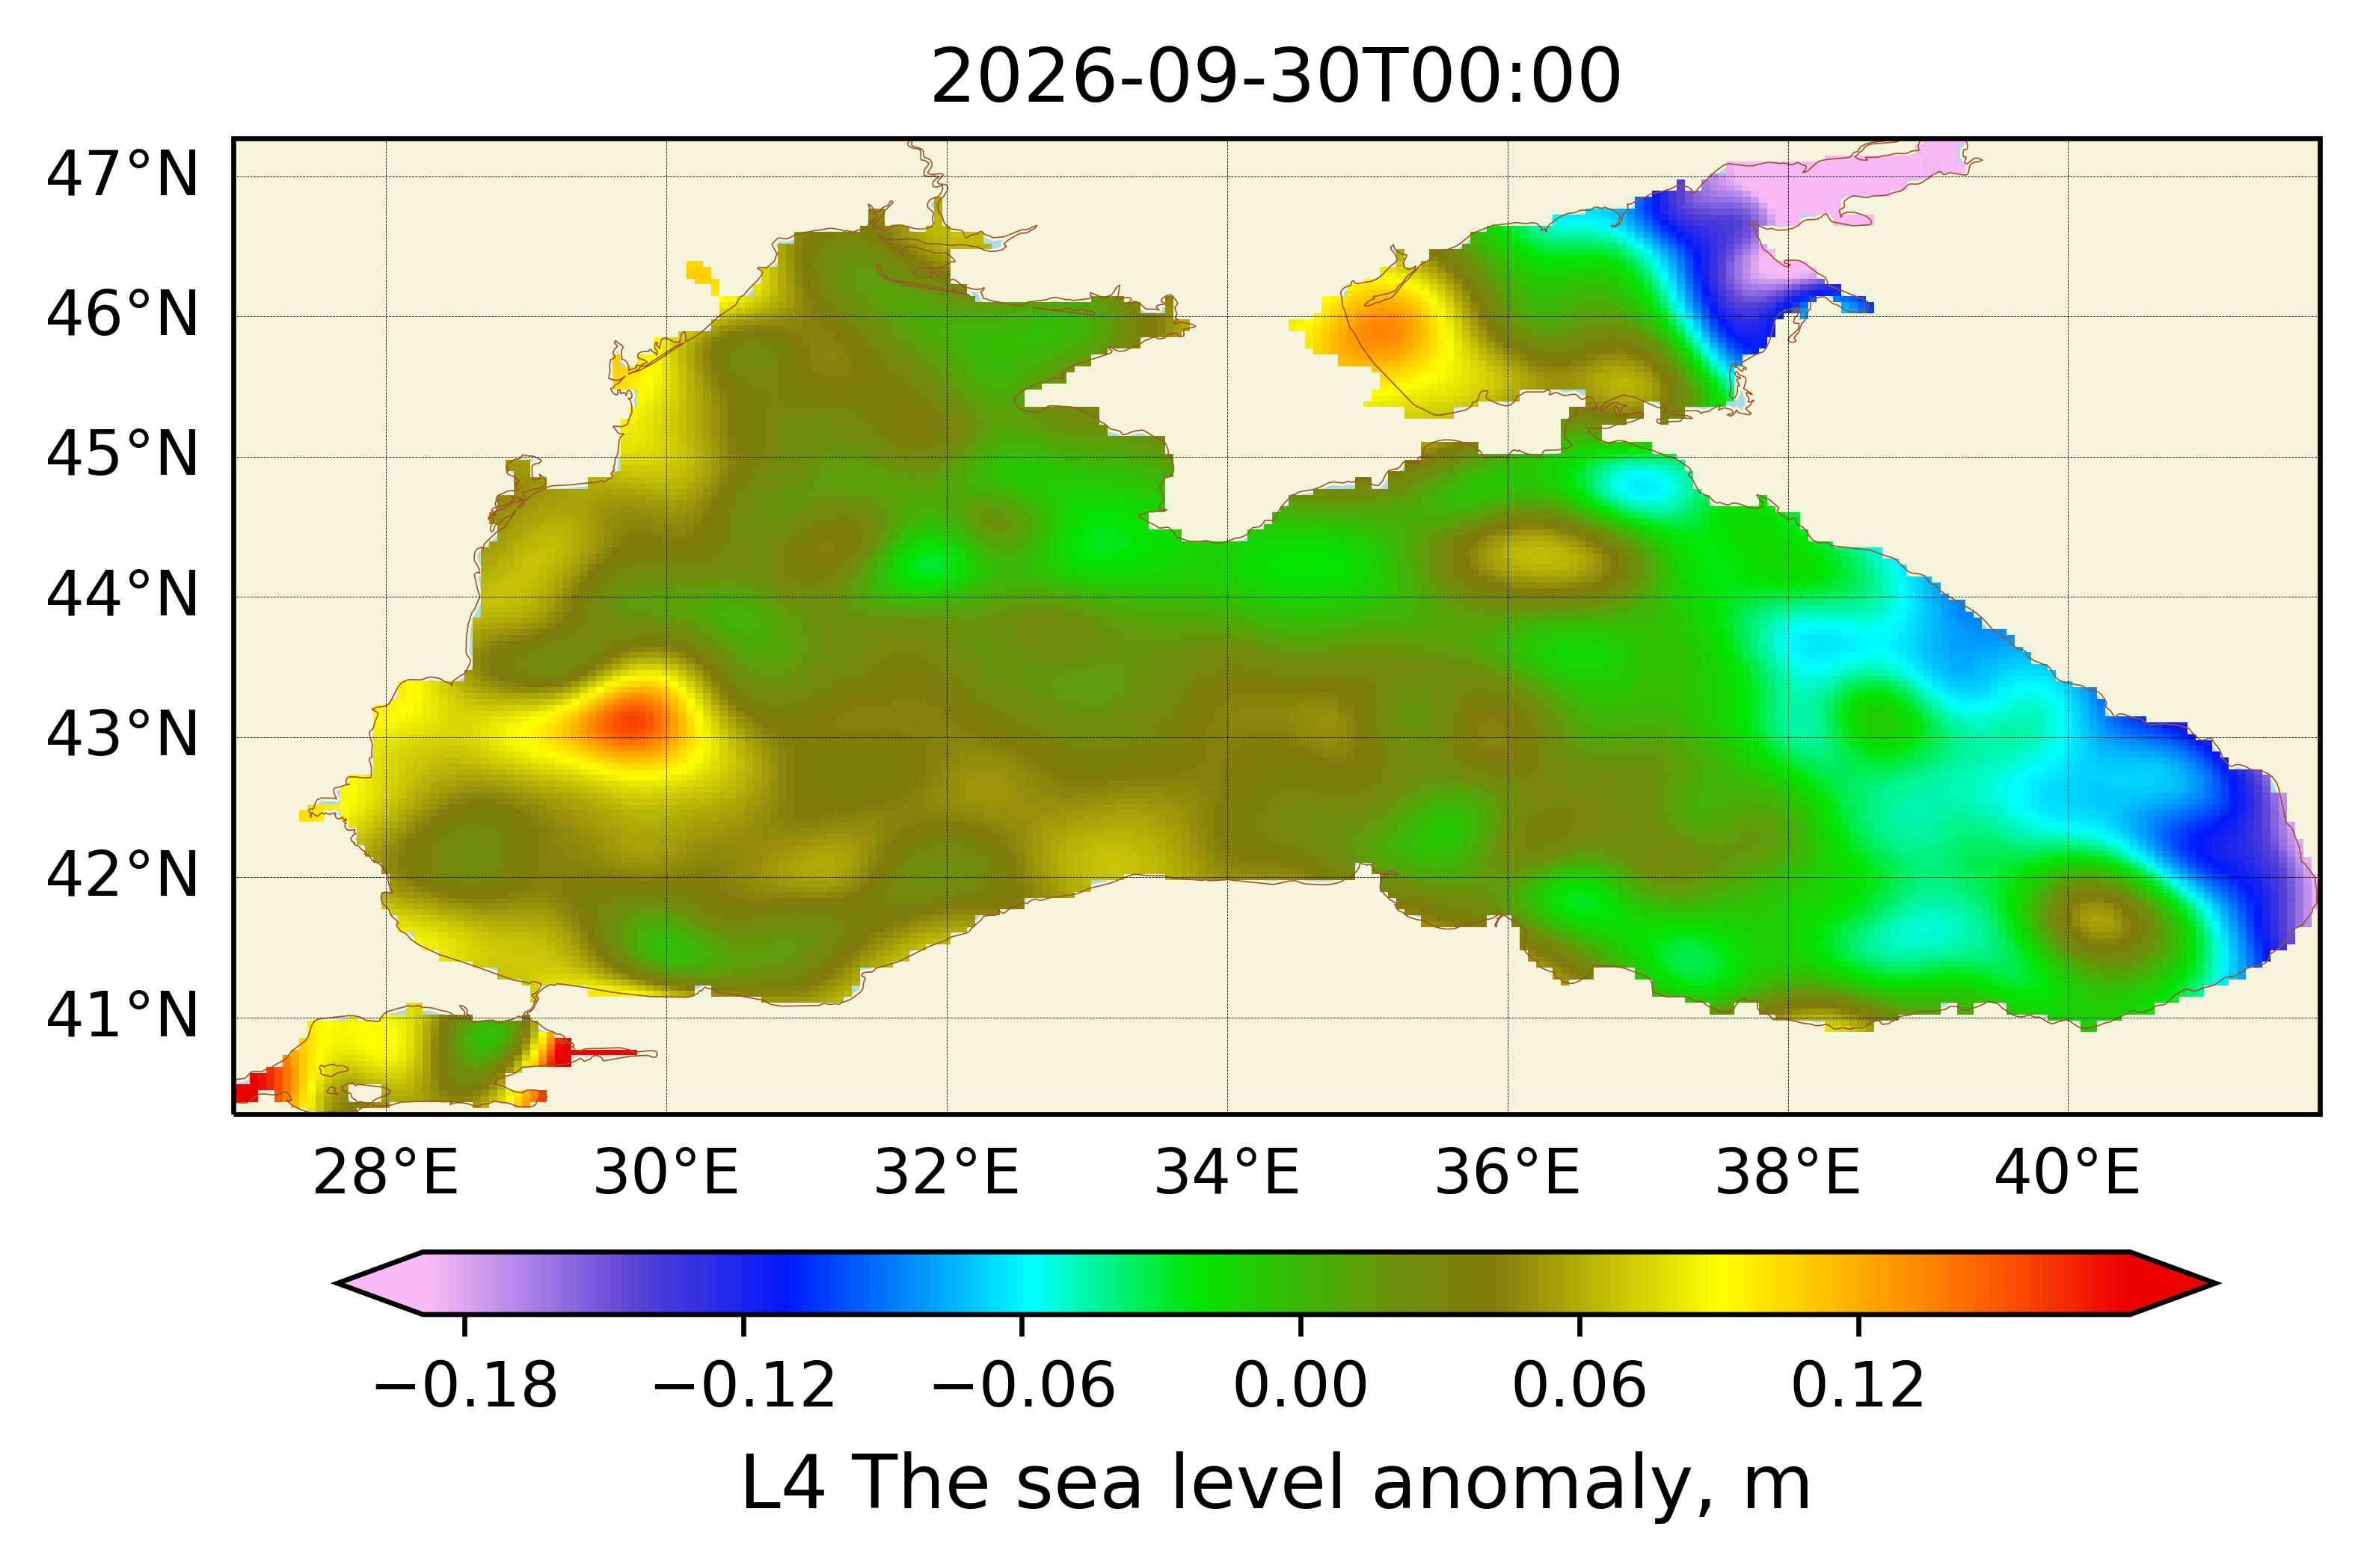 2026-09-30T00:00
47°N
46°N
45°N
44°N
43°N
42°N
41°N
28°E 30°E 32°E 34°E 36°E 38°E 40°E
−0.18 −0.12 −0.06 0.00 0.06 0.12
L4 The sea level anomaly, m